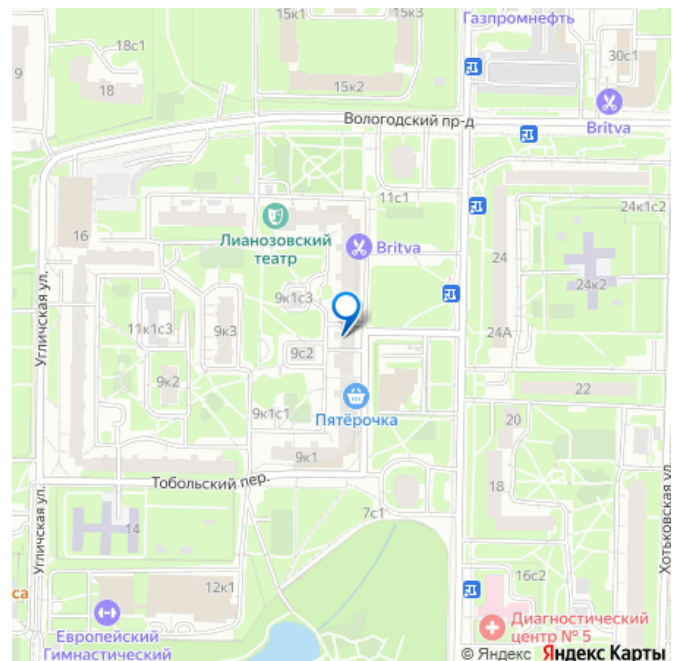 15к1
15к3
Газпромнефть
18с1
9
18
30с1
15к2
Вологодский пр-д
Britva
11с1
24к1с2
16
Лианозовский
театр
Britva
24
24к2
9к1с3
Угличская ул.
11к1с3
9к3
24А
9с2
9к2
22
9к1с1
Пятёрочка
20
9к1
Тобольский пер.
18
Хотьковская ул.
Угличская ул.
7с1
14
16с2
12к1
са
Диагностический
центр № 5
Европейский
Гимнастический
© Яндекс Яндекс Карты